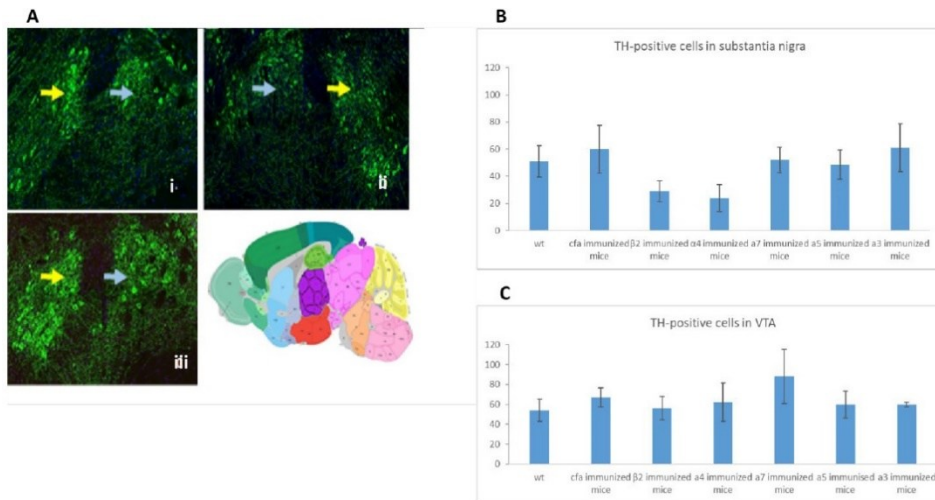 A
i
ii
iii
B
TH-positive cells in substantia nigra
120
100
80
60
40
20
0
wt
cfa immunized mice
β2 immunized mice
α4 immunized mice
a7 immunized mice
a5 immunized mice
a3 immunized mice
C
TH-positive cells in VTA
120
100
80
60
40
20
0
wt
cfa immunized mice
β2 immunized mice
a4 immunized mice
a7 immunized mice
a5 immunised mice
a3 immunized mice